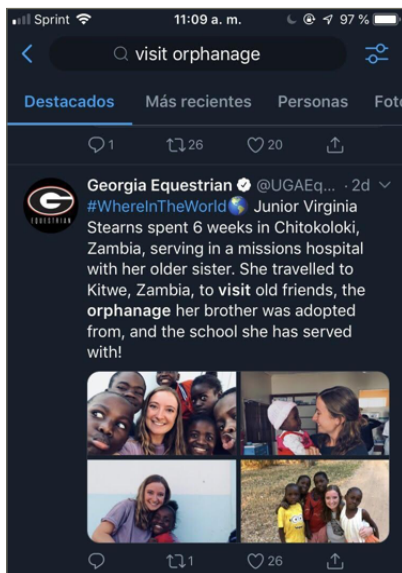 Sprint 11:09 a. m. 97 %
visit orphanage
Destacados Más recientes Personas Fot
1 26 20
Georgia Equestrian @UGAEq... · 2d
#WhereInTheWorld🌎 Junior Virginia
Stearns spent 6 weeks in Chitokoloki,
Zambia, serving in a missions hospital
with her older sister. She travelled to
Kitwe, Zambia, to visit old friends, the
orphanage her brother was adopted
from, and the school she has served
with!
G
EQUESTRIAN
1 26